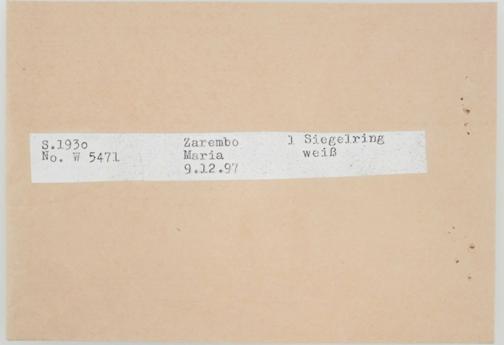 S.193o Zarembo 1 Siegelring
No. W 5471 Maria weiß
9.12.97